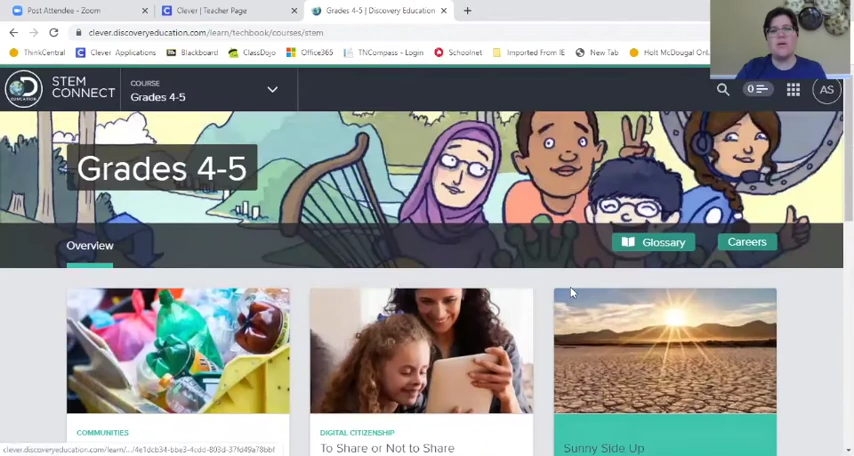 Post Attendee - Zoom
Clever | Teacher Page
Grades 4-5 | Discovery Education
clever.discoveryeducation.com/learn/techbook/courses/stem
ThinkCentral
Clever Applications
Blackboard
ClassDojo
Office365
TNCompass - Login
Schoolnet
Imported From IE
New Tab
Holt McDougal Onl...
EDUCATION
STEM
CONNECT
COURSE
Grades 4-5
0
AS
Grades 4-5
Overview
Glossary
Careers
COMMUNITIES
DIGITAL CITIZENSHIP
To Share or Not to Share
Sunny Side Up